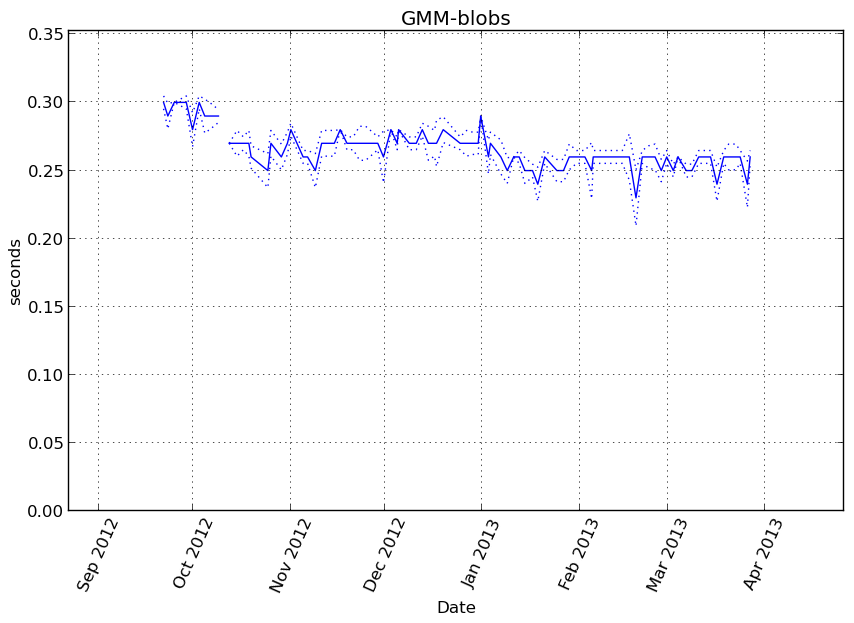 GMM-blobs
0.35
0.30
0.25
0.20
0.15
0.10
0.05
0.00
seconds
Sep 2012
Oct 2012
Nov 2012
Dec 2012
Jan 2013
Feb 2013
Mar 2013
Apr 2013
Date